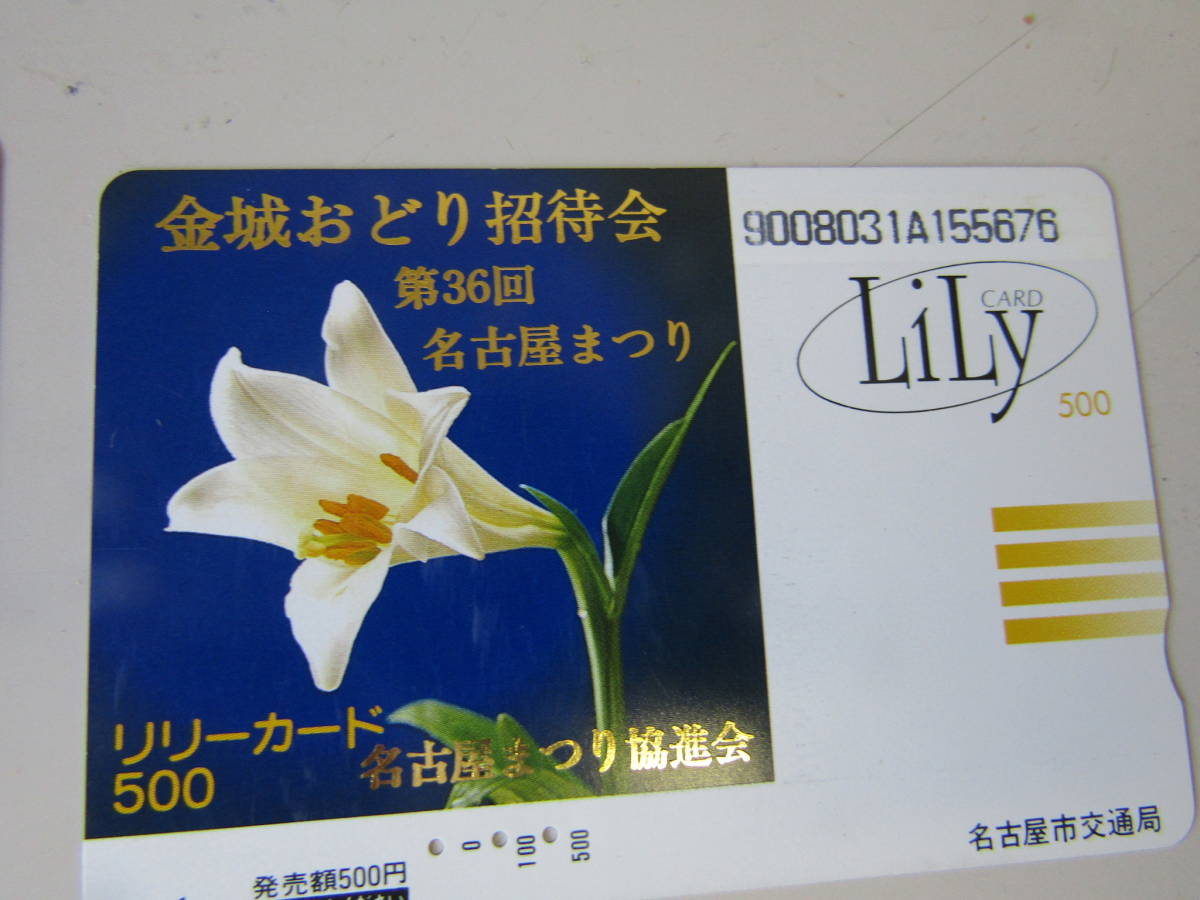 金城おどり招待会
第36回
名古屋まつり
リリーカード
500
名古屋まつり協進会
9008031A155676
LiLy CARD
500
名古屋市交通局
0
100
500
発売額500円